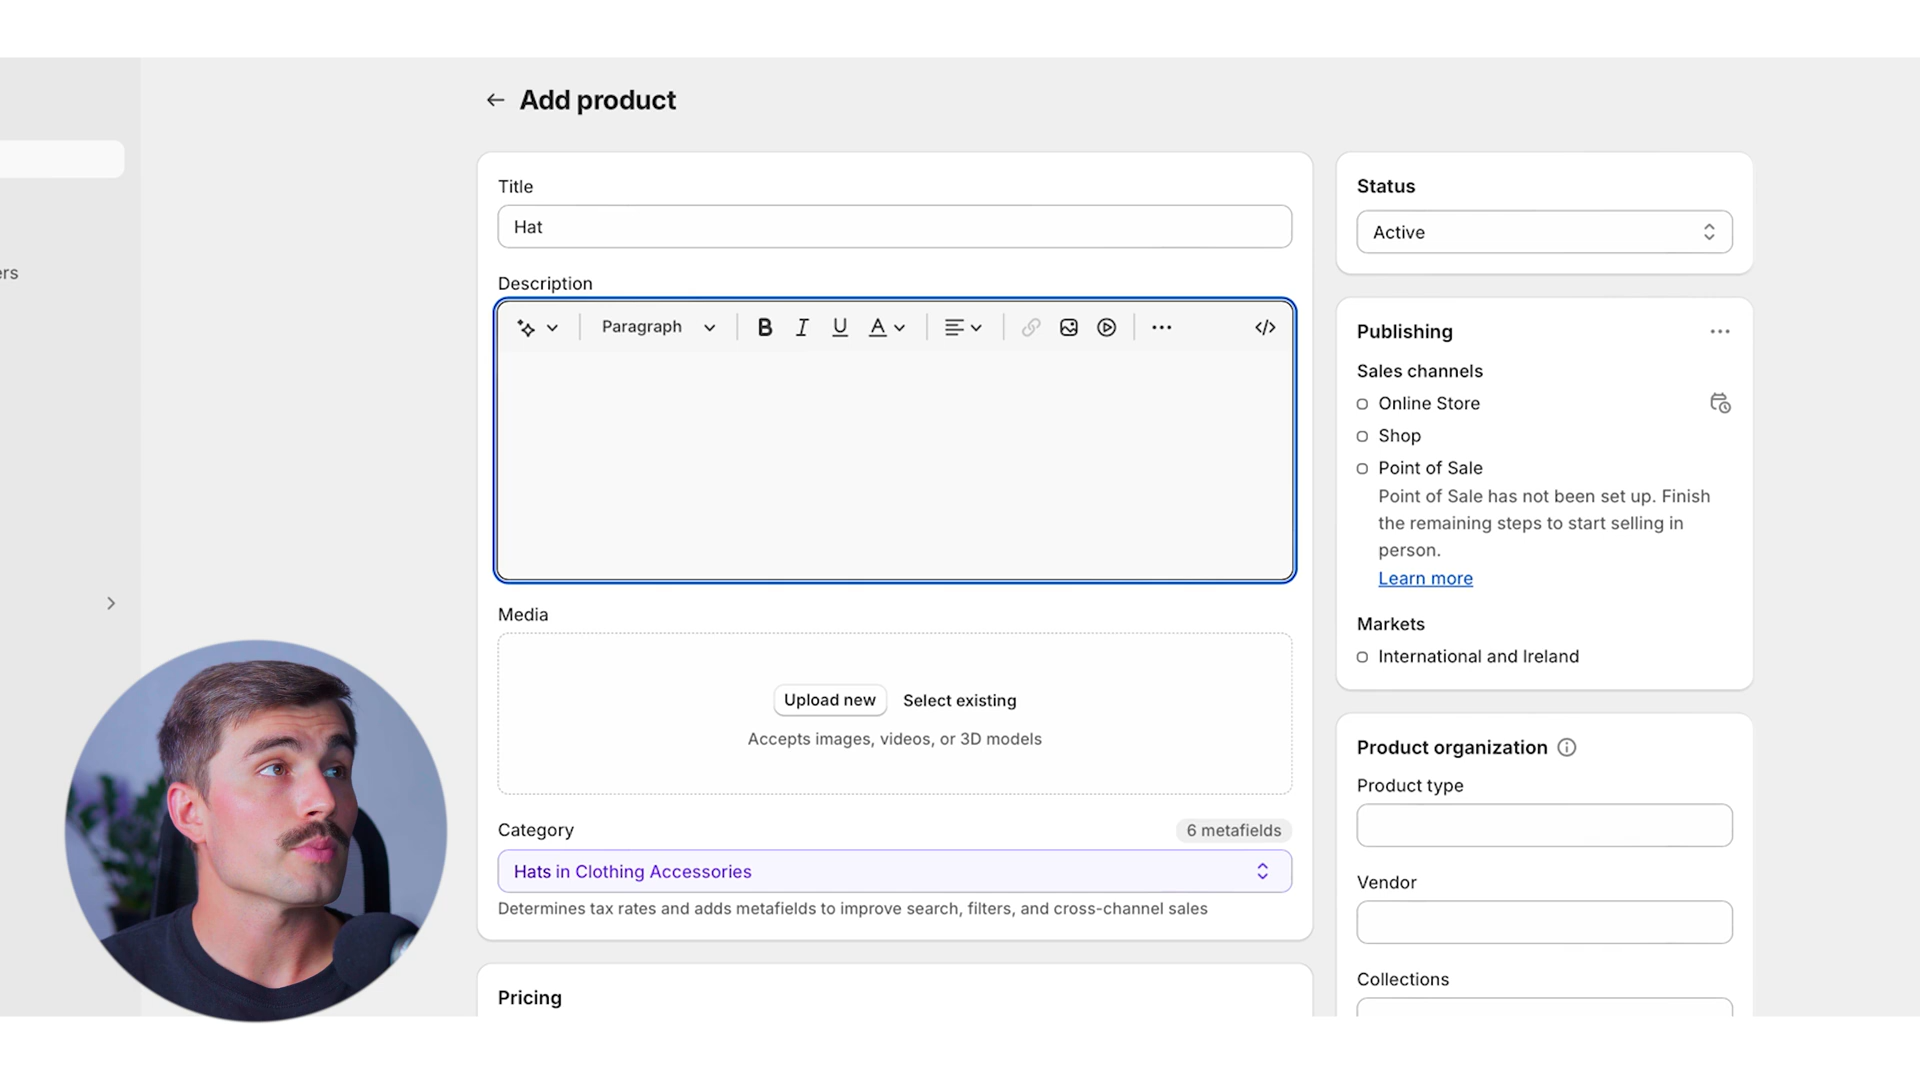 Add product
Title
Hat
Description
Paragraph
B I U A
Media
Upload new Select existing
Accepts images, videos, or 3D models
Category
6 metafields
Hats in Clothing Accessories
Determines tax rates and adds metafields to improve search, filters, and cross-channel sales
Pricing
Status
Active
Publishing
Sales channels
Online Store
Shop
Point of Sale
Point of Sale has not been set up. Finish
the remaining steps to start selling in
person.
Learn more
Markets
International and Ireland
Product organization
Product type
Vendor
Collections
ers